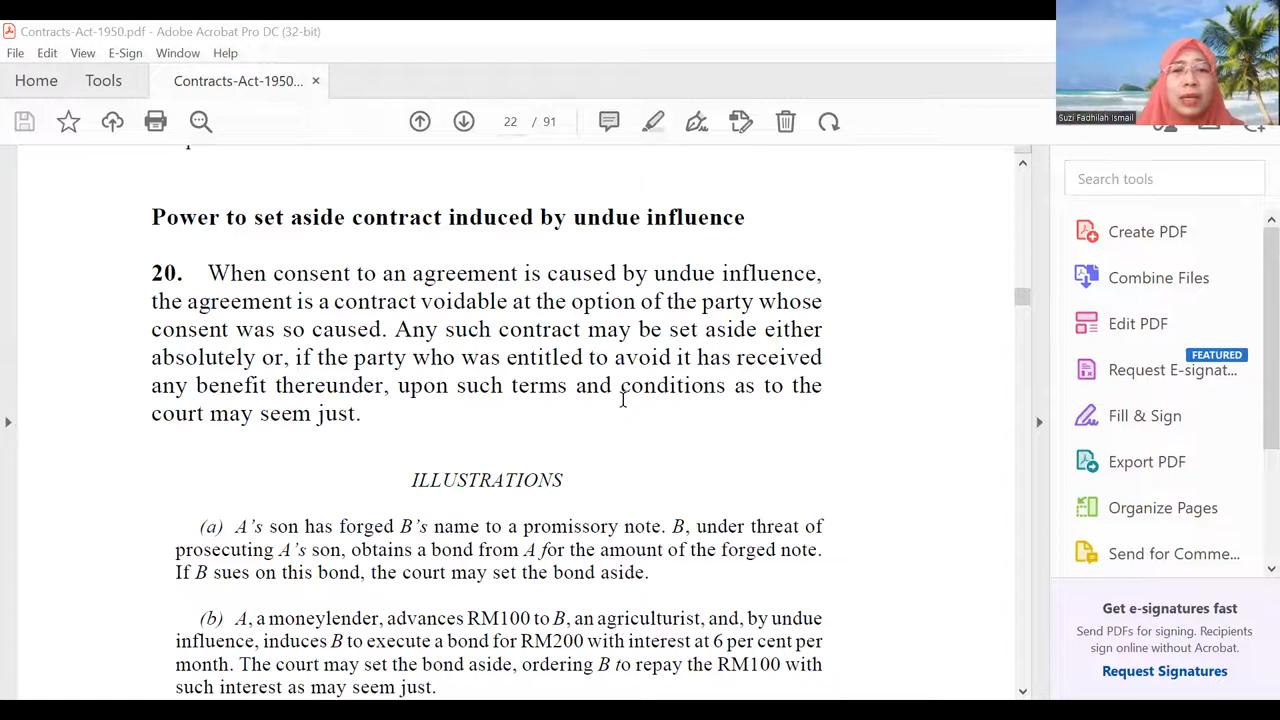 Contracts-Act-1950.pdf - Adobe Acrobat Pro DC (32-bit)
File Edit View E-Sign Window Help
Home Tools Contracts-Act-1950... ×
22 / 91
Suzi Fadhilah Ismail
Search tools
Power to set aside contract induced by undue influence
20. When consent to an agreement is caused by undue influence,
the agreement is a contract voidable at the option of the party whose
consent was so caused. Any such contract may be set aside either
absolutely or, if the party who was entitled to avoid it has received
any benefit thereunder, upon such terms and conditions as to the
court may seem just.
ILLUSTRATIONS
(a) A's son has forged B's name to a promissory note. B, under threat of
prosecuting A's son, obtains a bond from A for the amount of the forged note.
If B sues on this bond, the court may set the bond aside.
(b) A, a moneylender, advances RM100 to B, an agriculturist, and, by undue
influence, induces B to execute a bond for RM200 with interest at 6 per cent per
month. The court may set the bond aside, ordering B to repay the RM100 with
such interest as may seem just.
Create PDF
Combine Files
Edit PDF
FEATURED
Request E-signat...
Fill & Sign
Export PDF
Organize Pages
Send for Comme...
Get e-signatures fast
Send PDFs for signing. Recipients
sign online without Acrobat.
Request Signatures